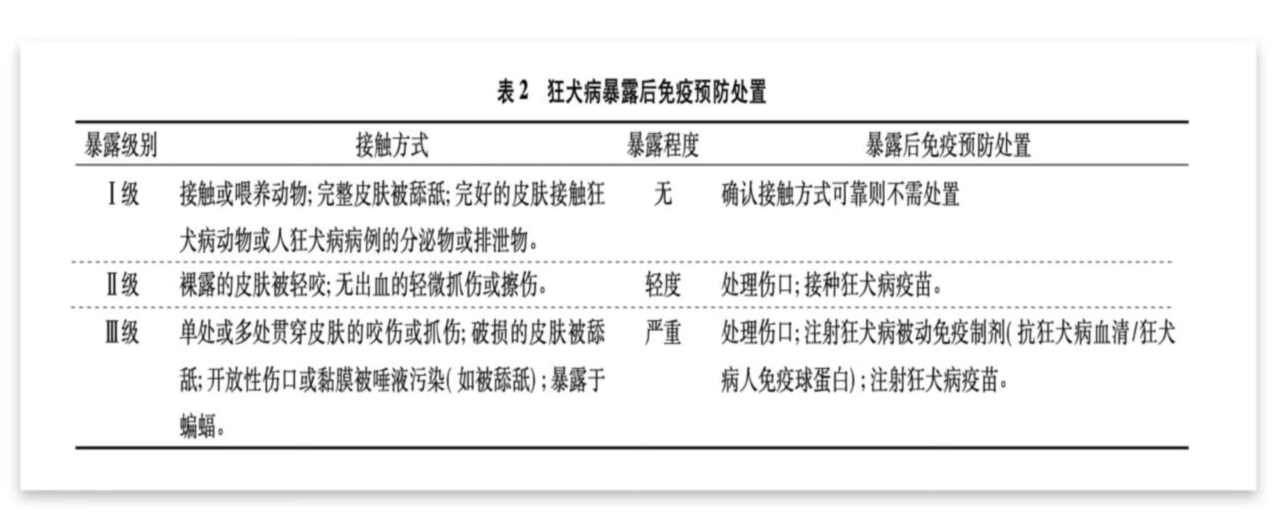 表2 狂犬病暴露后免疫预防处置
暴露级别 接触方式 暴露程度 暴露后免疫预防处置
Ⅰ级 接触或喂养动物;完整皮肤被舔舐;完好的皮肤接触狂 无 确认接触方式可靠则不需处置
犬病动物或人狂犬病病例的分泌物或排泄物。
Ⅱ级 裸露的皮肤被轻咬;无出血的轻微抓伤或擦伤。 轻度 处理伤口;接种狂犬病疫苗。
Ⅲ级 单处或多处贯穿皮肤的咬伤或抓伤;破损的皮肤被舔 严重 处理伤口;注射狂犬病被动免疫制剂(抗狂犬病血清/狂犬
舐;开放性伤口或黏膜被唾液污染(如被舔舐);暴露于 病人免疫球蛋白);注射狂犬病疫苗。
蝙蝠。